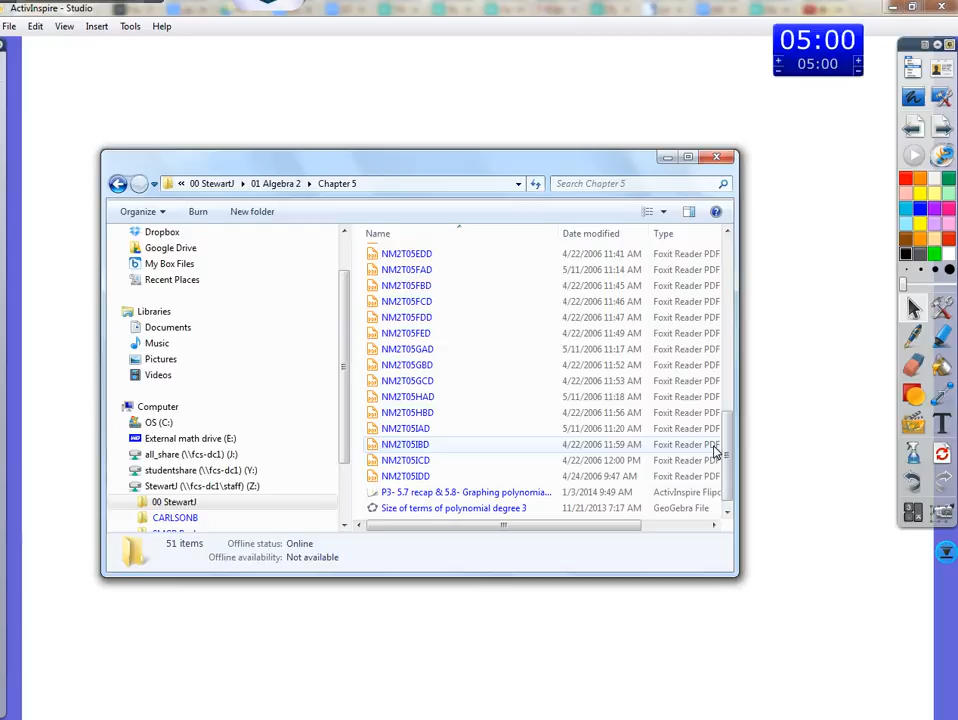 ActivInspire - Studio
File Edit View Insert Tools Help
05:00
05:00
« 00 StewartJ ▸ 01 Algebra 2 ▸ Chapter 5
Search Chapter 5
Organize Burn New folder
Name Date modified Type
Dropbox
Google Drive
My Box Files
Recent Places
Libraries
Documents
Music
Pictures
Videos
Computer
OS (C:)
External math drive (E:)
all_share (\\fcs-dc1) (J:)
studentshare (\\fcs-dc1) (Y:)
StewartJ (\\fcs-dc1\staff) (Z:)
00 StewartJ
CARLSONB
NM2T05EDD 4/22/2006 11:41 AM Foxit Reader PDF
NM2T05FAD 5/11/2006 11:14 AM Foxit Reader PDF
NM2T05FBD 4/22/2006 11:45 AM Foxit Reader PDF
NM2T05FCD 4/22/2006 11:46 AM Foxit Reader PDF
NM2T05FDD 4/22/2006 11:47 AM Foxit Reader PDF
NM2T05FED 4/22/2006 11:49 AM Foxit Reader PDF
NM2T05GAD 5/11/2006 11:17 AM Foxit Reader PDF
NM2T05GBD 4/22/2006 11:52 AM Foxit Reader PDF
NM2T05GCD 4/22/2006 11:53 AM Foxit Reader PDF
NM2T05HAD 5/11/2006 11:18 AM Foxit Reader PDF
NM2T05HBD 4/22/2006 11:56 AM Foxit Reader PDF
NM2T05IAD 5/11/2006 11:20 AM Foxit Reader PDF
NM2T05IBD 4/22/2006 11:59 AM Foxit Reader PDF
NM2T05ICD 4/22/2006 12:00 PM Foxit Reader PDF
NM2T05IDD 4/24/2006 9:47 AM Foxit Reader PDF
P3- 5.7 recap & 5.8- Graphing polynomia... 1/3/2014 9:49 AM ActivInspire Flipc
Size of terms of polynomial degree 3 11/21/2013 7:17 AM GeoGebra File
51 items Offline status: Online
Offline availability: Not available